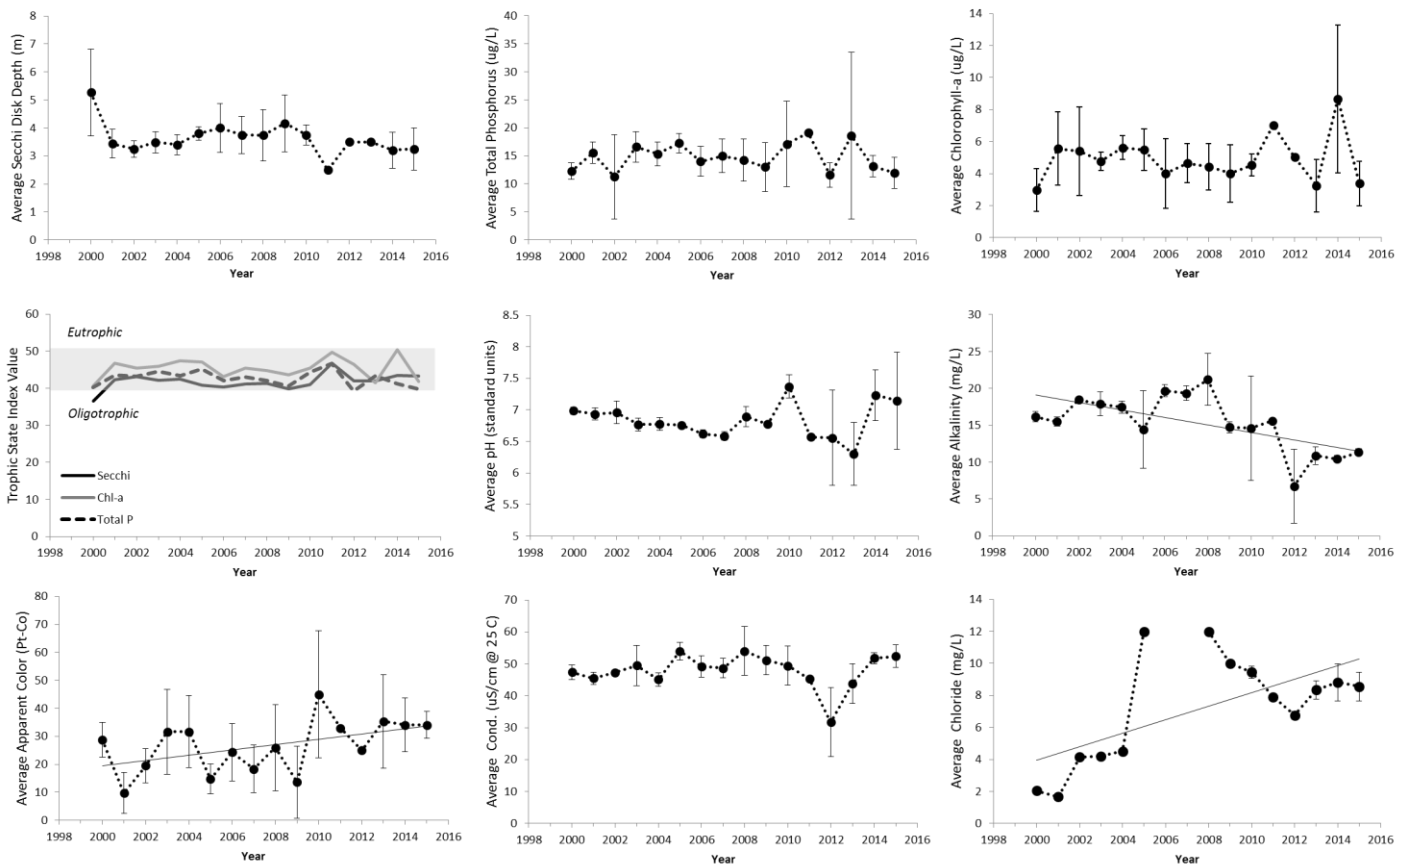 Average Secchi Disk Depth (m)
8
7
6
5
4
3
2
1
0
1998 2000 2002 2004 2006 2008 2010 2012 2014 2016
Year
Average Total Phosphorus (ug/L)
40
35
30
25
20
15
10
5
0
1998 2000 2002 2004 2006 2008 2010 2012 2014 2016
Year
Average Chlorophyll-a (ug/L)
14
12
10
8
6
4
2
0
1998 2000 2002 2004 2006 2008 2010 2012 2014 2016
Year
Trophic State Index Value
60
50
40
30
20
10
0
Eutrophic
Oligotrophic
Secchi
Chl-a
Total P
1998 2000 2002 2004 2006 2008 2010 2012 2014 2016
Year
Average pH (standard units)
8.5
8
7.5
7
6.5
6
5.5
5
1998 2000 2002 2004 2006 2008 2010 2012 2014 2016
Year
Average Alkalinity (mg/L)
30
25
20
15
10
5
0
1998 2000 2002 2004 2006 2008 2010 2012 2014 2016
Year
Average Apparent Color (Pt-Co)
80
70
60
50
40
30
20
10
0
1998 2000 2002 2004 2006 2008 2010 2012 2014 2016
Year
Average Cond. (uS/cm @ 25 C)
70
60
50
40
30
20
10
0
1998 2000 2002 2004 2006 2008 2010 2012 2014 2016
Year
Average Chloride (mg/L)
14
12
10
8
6
4
2
0
1998 2000 2002 2004 2006 2008 2010 2012 2014 2016
Year